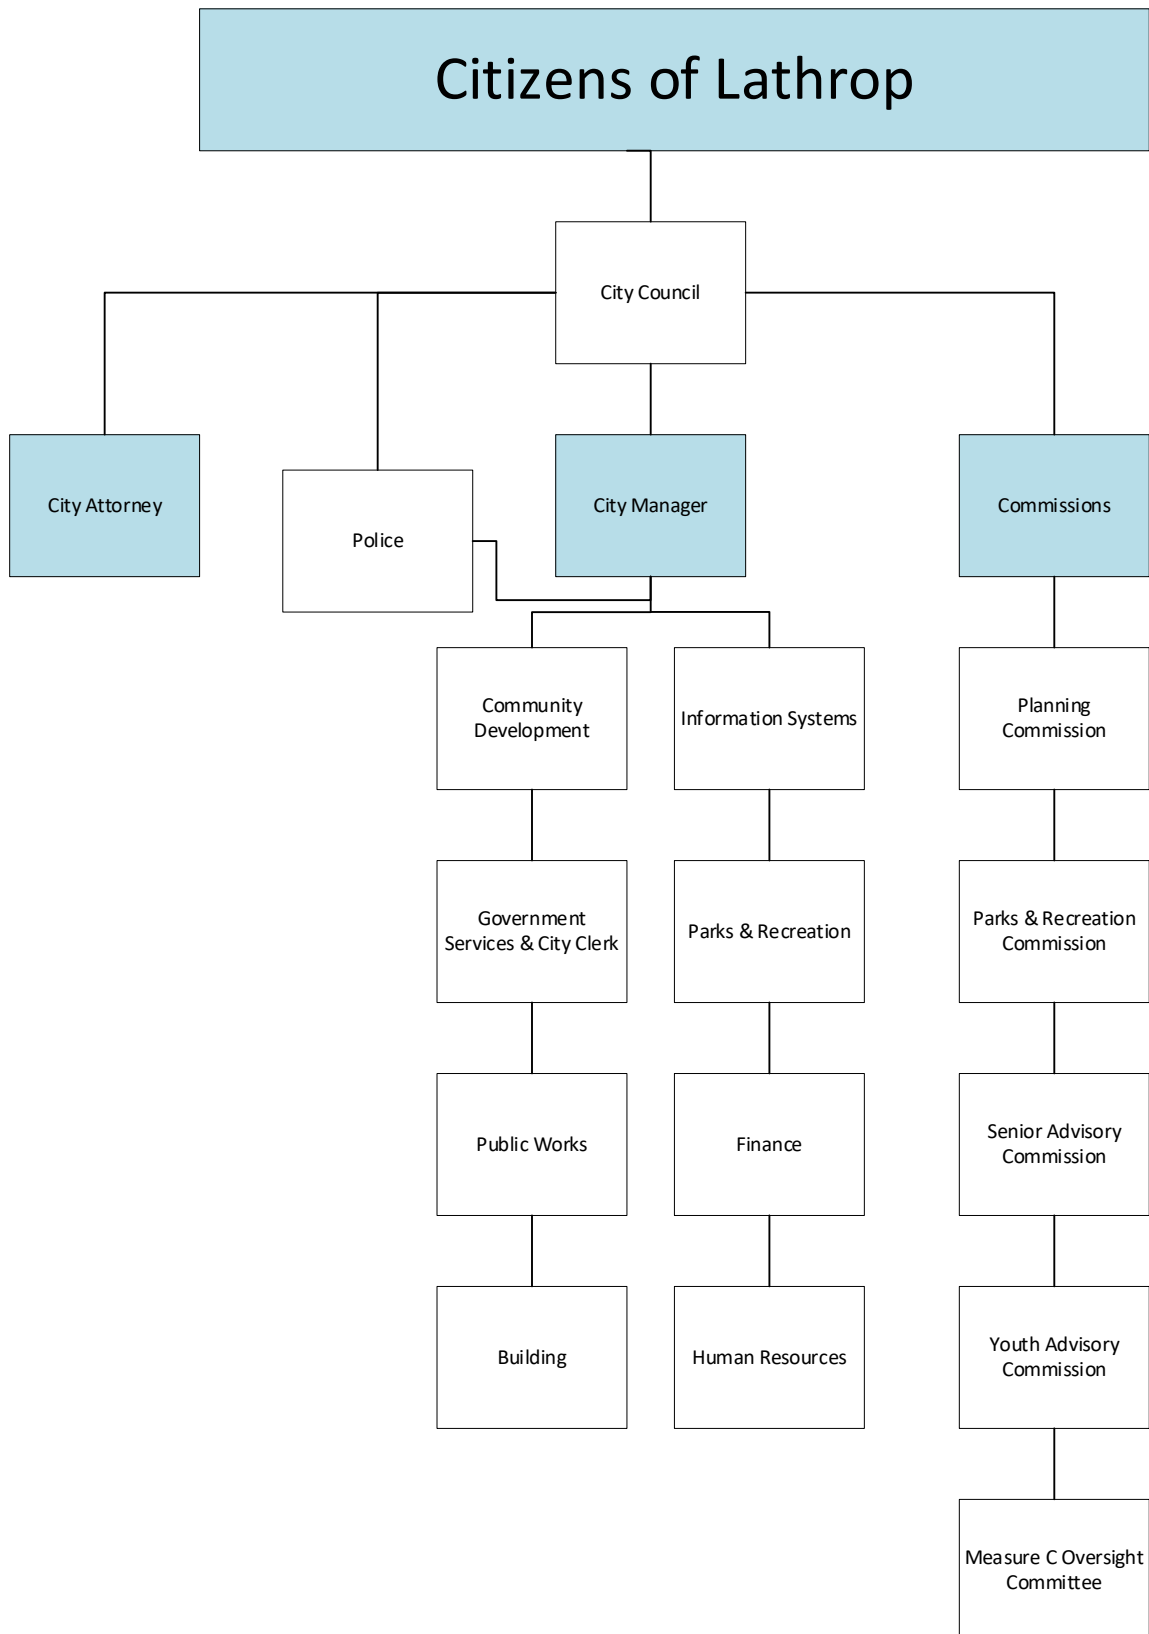 Citizens of Lathrop
City Council
City Attorney
Police
City Manager
Commissions
Community
Development
Information Systems
Planning
Commission
Government
Services & City Clerk
Parks & Recreation
Parks & Recreation
Commission
Public Works
Finance
Senior Advisory
Commission
Building
Human Resources
Youth Advisory
Commission
Measure C Oversight
Committee